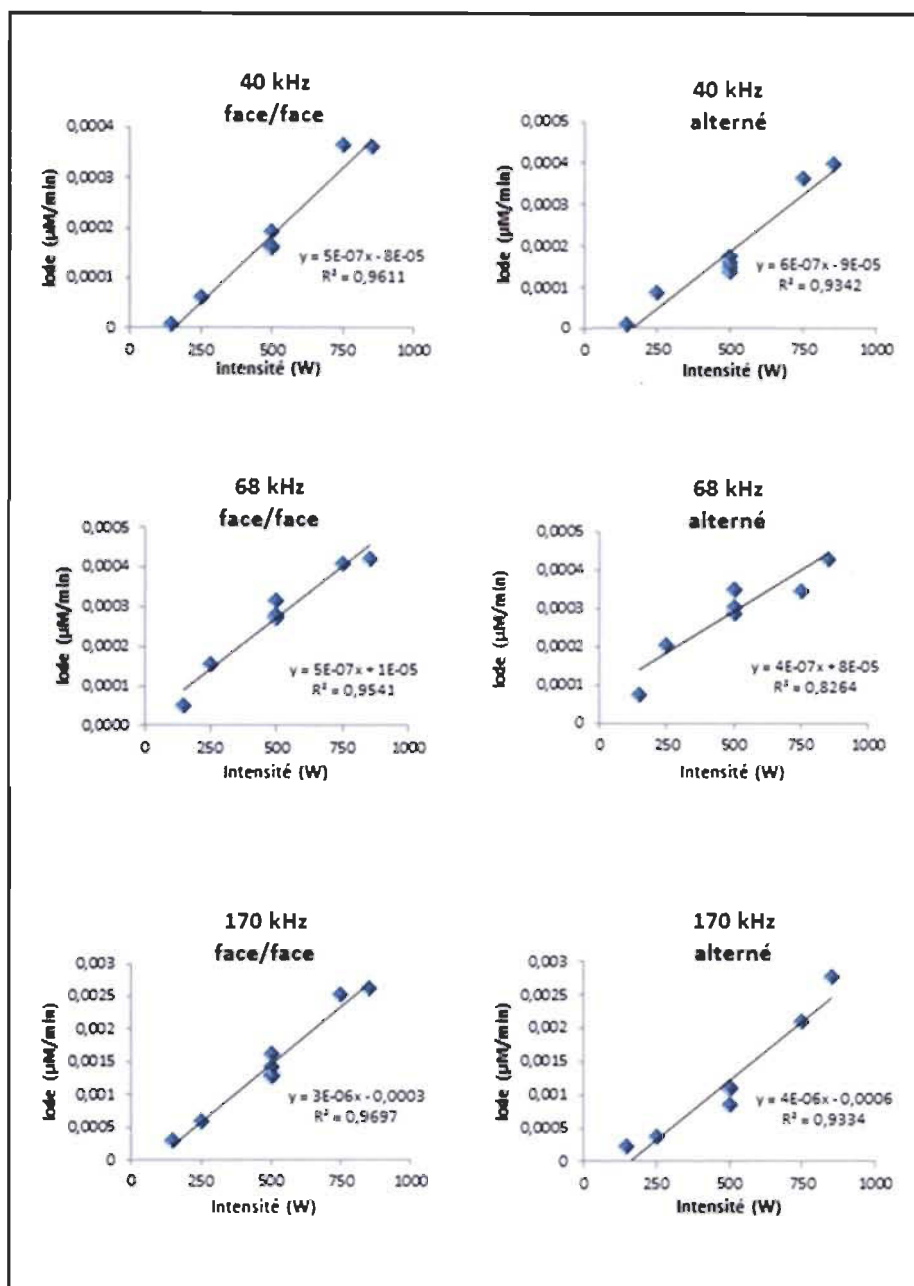 40 kHz
face/face
Iode (µM/min)
0,0004
0,0003
0,0002
0,0001
0
y = 5E-07x - 8E-05
R² = 0,9611
0 250 500 750 1000
Intensité (W)
40 kHz
alterné
Iode (µM/min)
0,0005
0,0004
0,0003
0,0002
0,0001
0
y = 6E-07x - 9E-05
R² = 0,9342
0 250 500 750 1000
Intensité (W)
68 kHz
face/face
Iode (µM/min)
0,0005
0,0004
0,0003
0,0002
0,0001
0,0000
y = 5E-07x + 1E-05
R² = 0,9541
0 250 500 750 1000
Intensité (W)
68 kHz
alterné
Iode (µM/min)
0,0005
0,0004
0,0003
0,0002
0,0001
0
y = 4E-07x + 8E-05
R² = 0,8264
0 250 500 750 1000
Intensité (W)
170 kHz
face/face
Iode (µM/min)
0,003
0,0025
0,002
0,0015
0,001
0,0005
0
y = 3E-06x - 0,0003
R² = 0,9697
0 250 500 750 1000
Intensité (W)
170 kHz
alterné
Iode (µM/min)
0,003
0,0025
0,002
0,0015
0,001
0,0005
0
y = 4E-06x - 0,0006
R² = 0,9334
0 250 500 750 1000
Intensité (W)